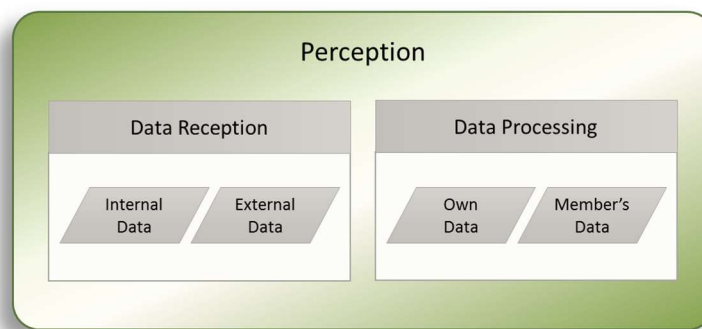 Perception
Data Reception
Internal
Data
External
Data
Data Processing
Own
Data
Member's
Data